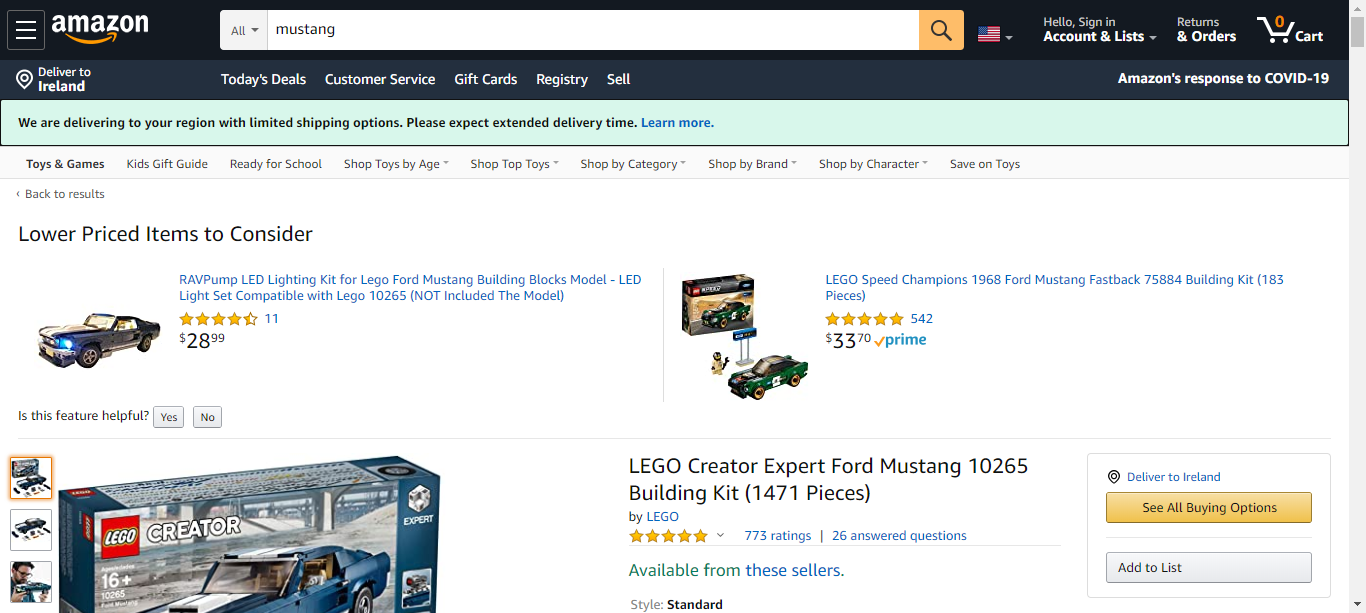 amazon
All
mustang
Hello, Sign in
Account & Lists
Returns
& Orders
0
Cart
Deliver to
Ireland
Today's Deals
Customer Service
Gift Cards
Registry
Sell
Amazon's response to COVID-19
We are delivering to your region with limited shipping options. Please expect extended delivery time. Learn more.
Toys & Games
Kids Gift Guide
Ready for School
Shop Toys by Age
Shop Top Toys
Shop by Category
Shop by Brand
Shop by Character
Save on Toys
‹ Back to results
Lower Priced Items to Consider
RAVPump LED Lighting Kit for Lego Ford Mustang Building Blocks Model - LED
Light Set Compatible with Lego 10265 (NOT Included The Model)
11
$2899
LEGO Speed Champions 1968 Ford Mustang Fastback 75884 Building Kit (183
Pieces)
542
$3370 prime
Is this feature helpful? Yes No
LEGO
CREATOR
EXPERT
16+
10265
Ford Mustang
LEGO Creator Expert Ford Mustang 10265
Building Kit (1471 Pieces)
by LEGO
773 ratings | 26 answered questions
Available from these sellers.
Style: Standard
Deliver to Ireland
See All Buying Options
Add to List